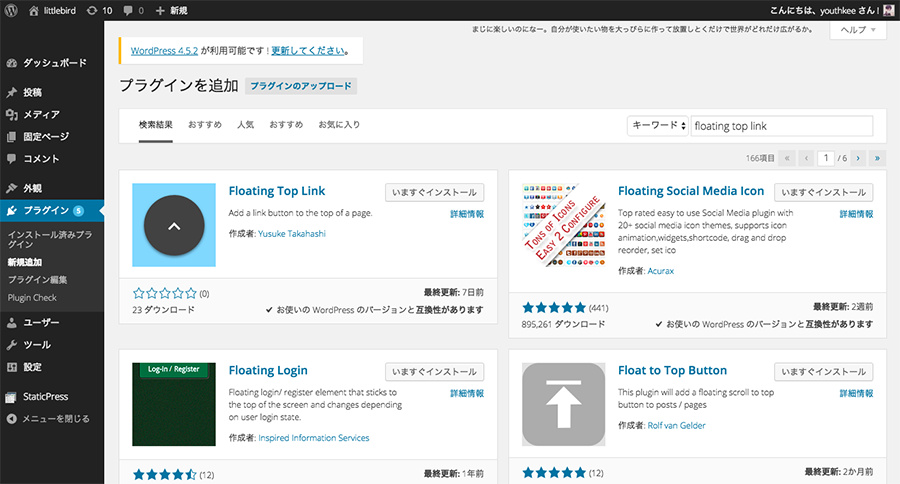 littlebird 10 0 + 新規 こんにちは、youthkee さん !
まじに楽しいのになー。自分が使いたい物を大っぴらに作って放置しとくだけで世界がどれだけ広がるか。 ヘルプ
WordPress 4.5.2 が利用可能です ! 更新してください。
プラグインを追加 プラグインのアップロード
検索結果 おすすめ 人気 おすすめ お気に入り キーワード floating top link
166項目 « ‹ 1 / 6 › »
ダッシュボード
投稿
メディア
固定ページ
コメント
外観
プラグイン 5
インストール済みプラ
グイン
新規追加
プラグイン編集
Plugin Check
ユーザー
ツール
設定
StaticPress
メニューを閉じる
Floating Top Link いますぐインストール
詳細情報
Add a link button to the top of a page.
作成者: Yusuke Takahashi
(0) 最終更新: 7日前
23 ダウンロード ✔ お使いの WordPress のバージョンと互換性があります
TONS OF ICONS
EASY 2 CONFIGURE
Floating Social Media Icon いますぐインストール
詳細情報
Top rated easy to use Social Media plugin with
20+ social media icon themes, supports icon
animation,widgets,shortcode, drag and drop
reorder, set ico
作成者: Acurax
(441) 最終更新: 2週前
895,261 ダウンロード ✔ お使いの WordPress のバージョンと互換性があります
Log-in / Register
Floating Login いますぐインストール
詳細情報
Floating login/ register element that sticks to
the top of the screen and changes depending
on user login state.
作成者: Inspired Information Services
(12) 最終更新: 1年前
Float to Top Button いますぐインストール
詳細情報
This plugin will add a floating scroll to top
button to posts / pages
作成者: Rolf van Gelder
(12) 最終更新: 2か月前